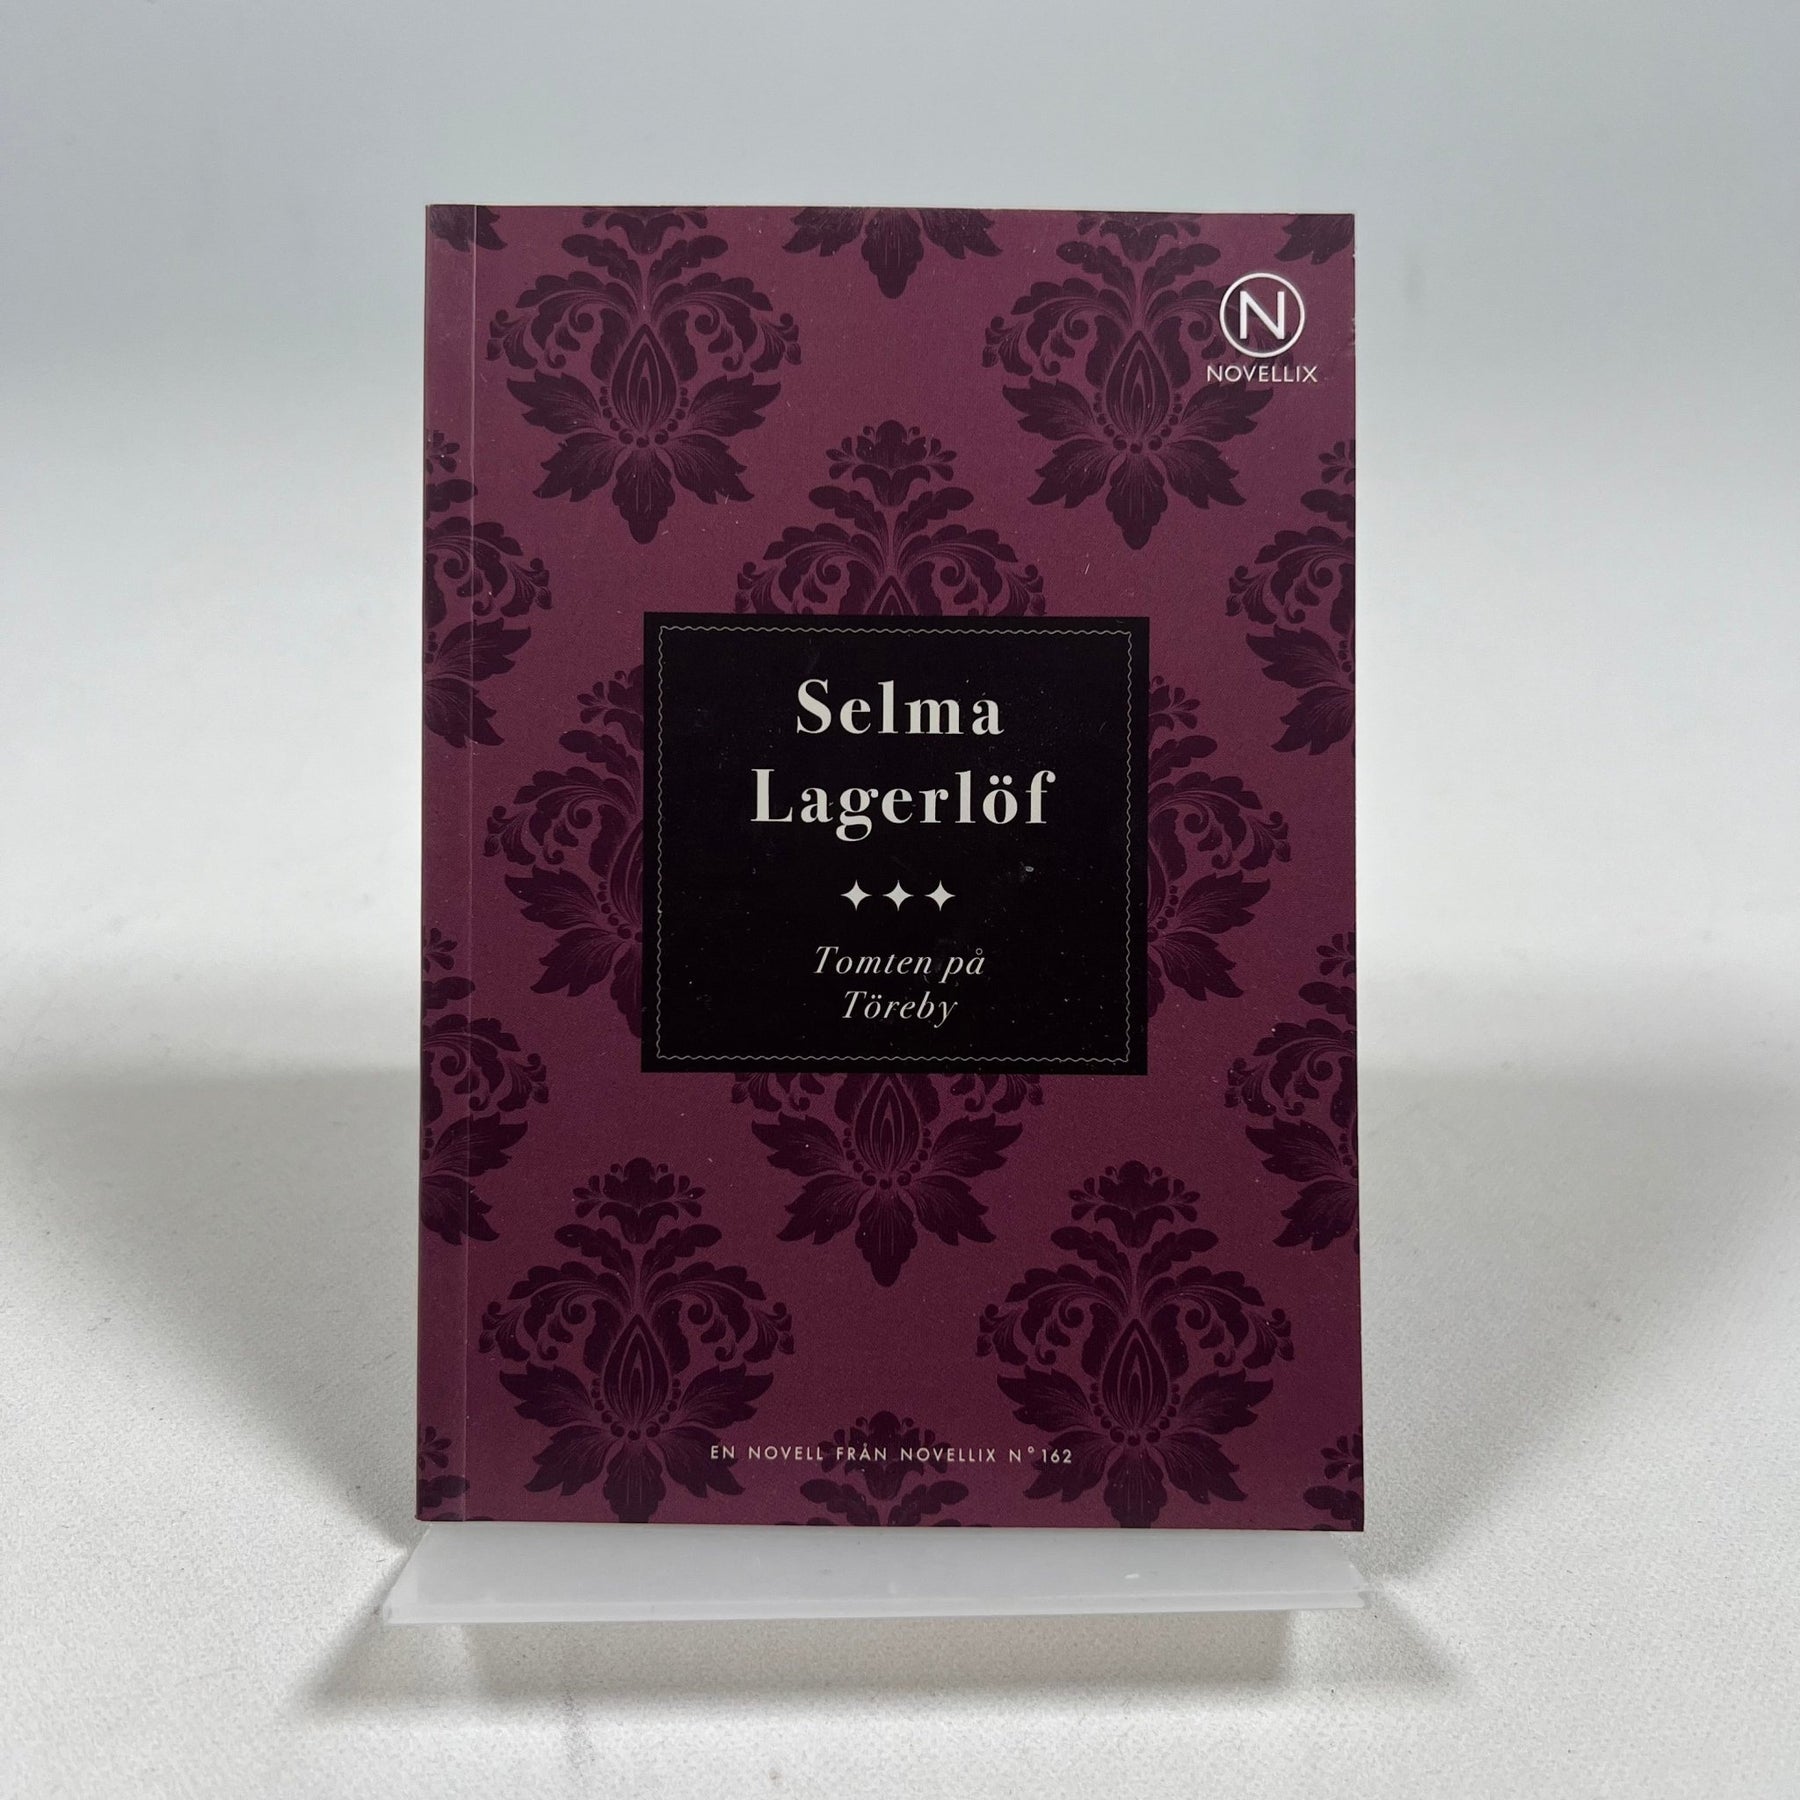 N
NOVELLIX
Selma
Lagerlöf
Tomten på
Töreby
EN NOVELL FRÅN NOVELLIX N° 162